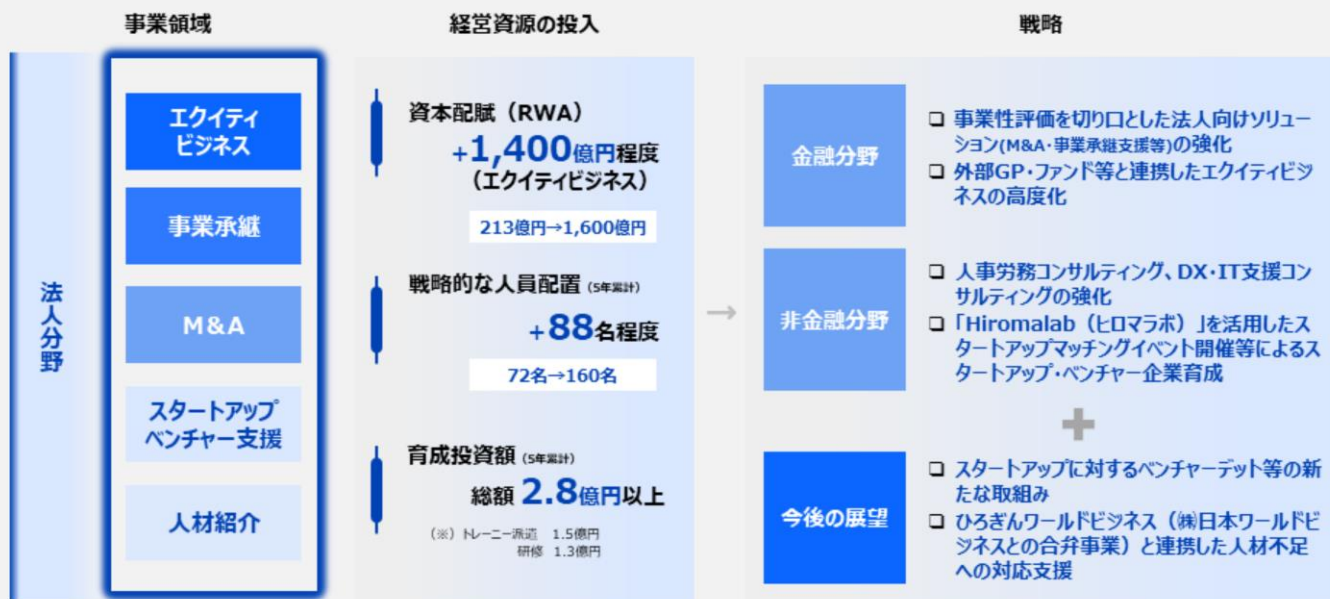 事業領域
経営資源の投入
戦略
法人分野
エクイティ
ビジネス
事業承継
M&A
スタートアップ
ベンチャー支援
人材紹介
資本配賦（RWA）
+1,400億円程度
（エクイティビジネス）
213億円→1,600億円
戦略的な人員配置 (5年累計)
+88名程度
72名→160名
育成投資額 (5年累計)
総額 2.8億円以上
（※）トレーニー派遣 1.5億円
研修 1.3億円
→
金融分野
❑ 事業性評価を切り口とした法人向けソリュー
ション(M&A・事業承継支援等)の強化
❑ 外部GP・ファンド等と連携したエクイティビジ
ネスの高度化
非金融分野
❑ 人事労務コンサルティング、DX・IT支援コン
サルティングの強化
❑ 「Hiromalab（ヒロマラボ）」を活用したス
タートアップマッチングイベント開催等によるス
タートアップ・ベンチャー企業育成
+
今後の展望
❑ スタートアップに対するベンチャーデット等の新
たな取組み
❑ ひろぎんワールドビジネス（㈱日本ワールドビ
ジネスとの合弁事業）と連携した人材不足
への対応支援